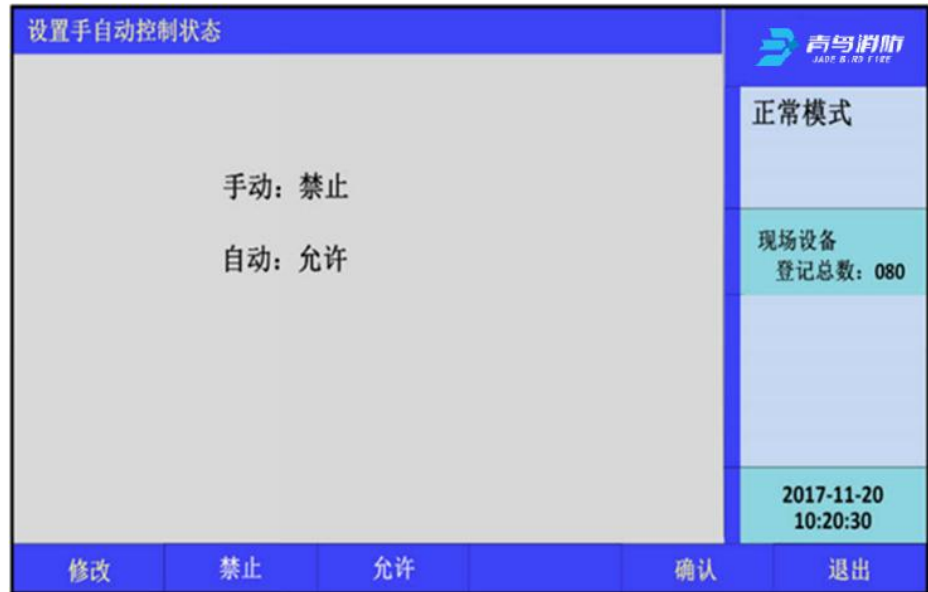 设置手自动控制状态
青鸟消防
JADE BIRD FIRE
正常模式
手动：禁止
自动：允许
现场设备
登记总数：080
2017-11-20
10:20:30
修改
禁止
允许
确认
退出